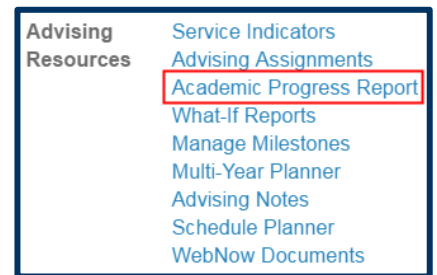 Advising Service Indicators
Resources Advising Assignments
Academic Progress Report
What-If Reports
Manage Milestones
Multi-Year Planner
Advising Notes
Schedule Planner
WebNow Documents